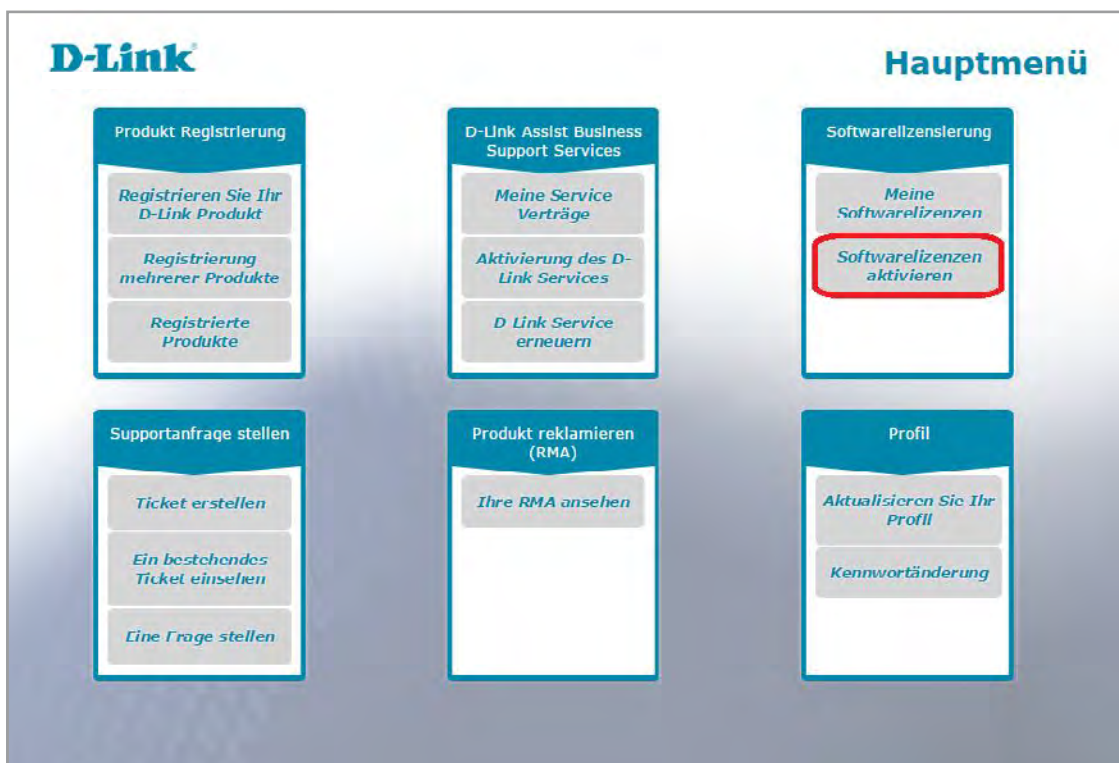 D-Link
Hauptmenü
Produkt Registrierung
Registrieren Sie Ihr
D-Link Produkt
Registrierung
mehrerer Produkte
Registrierte
Produkte
D-Link Assist Business
Support Services
Meine Service
Verträge
Aktivierung des D-
Link Services
D Link Service
erneuern
Softwarelizensierung
Meine
Softwarelizenzen
Softwarelizenzen
aktivieren
Supportanfrage stellen
Ticket erstellen
Ein bestehendes
Ticket einsehen
Eine Frage stellen
Produkt reklamieren
(RMA)
Ihre RMA ansehen
Profil
Aktualisieren Sie Ihr
Profil
Kennwortänderung